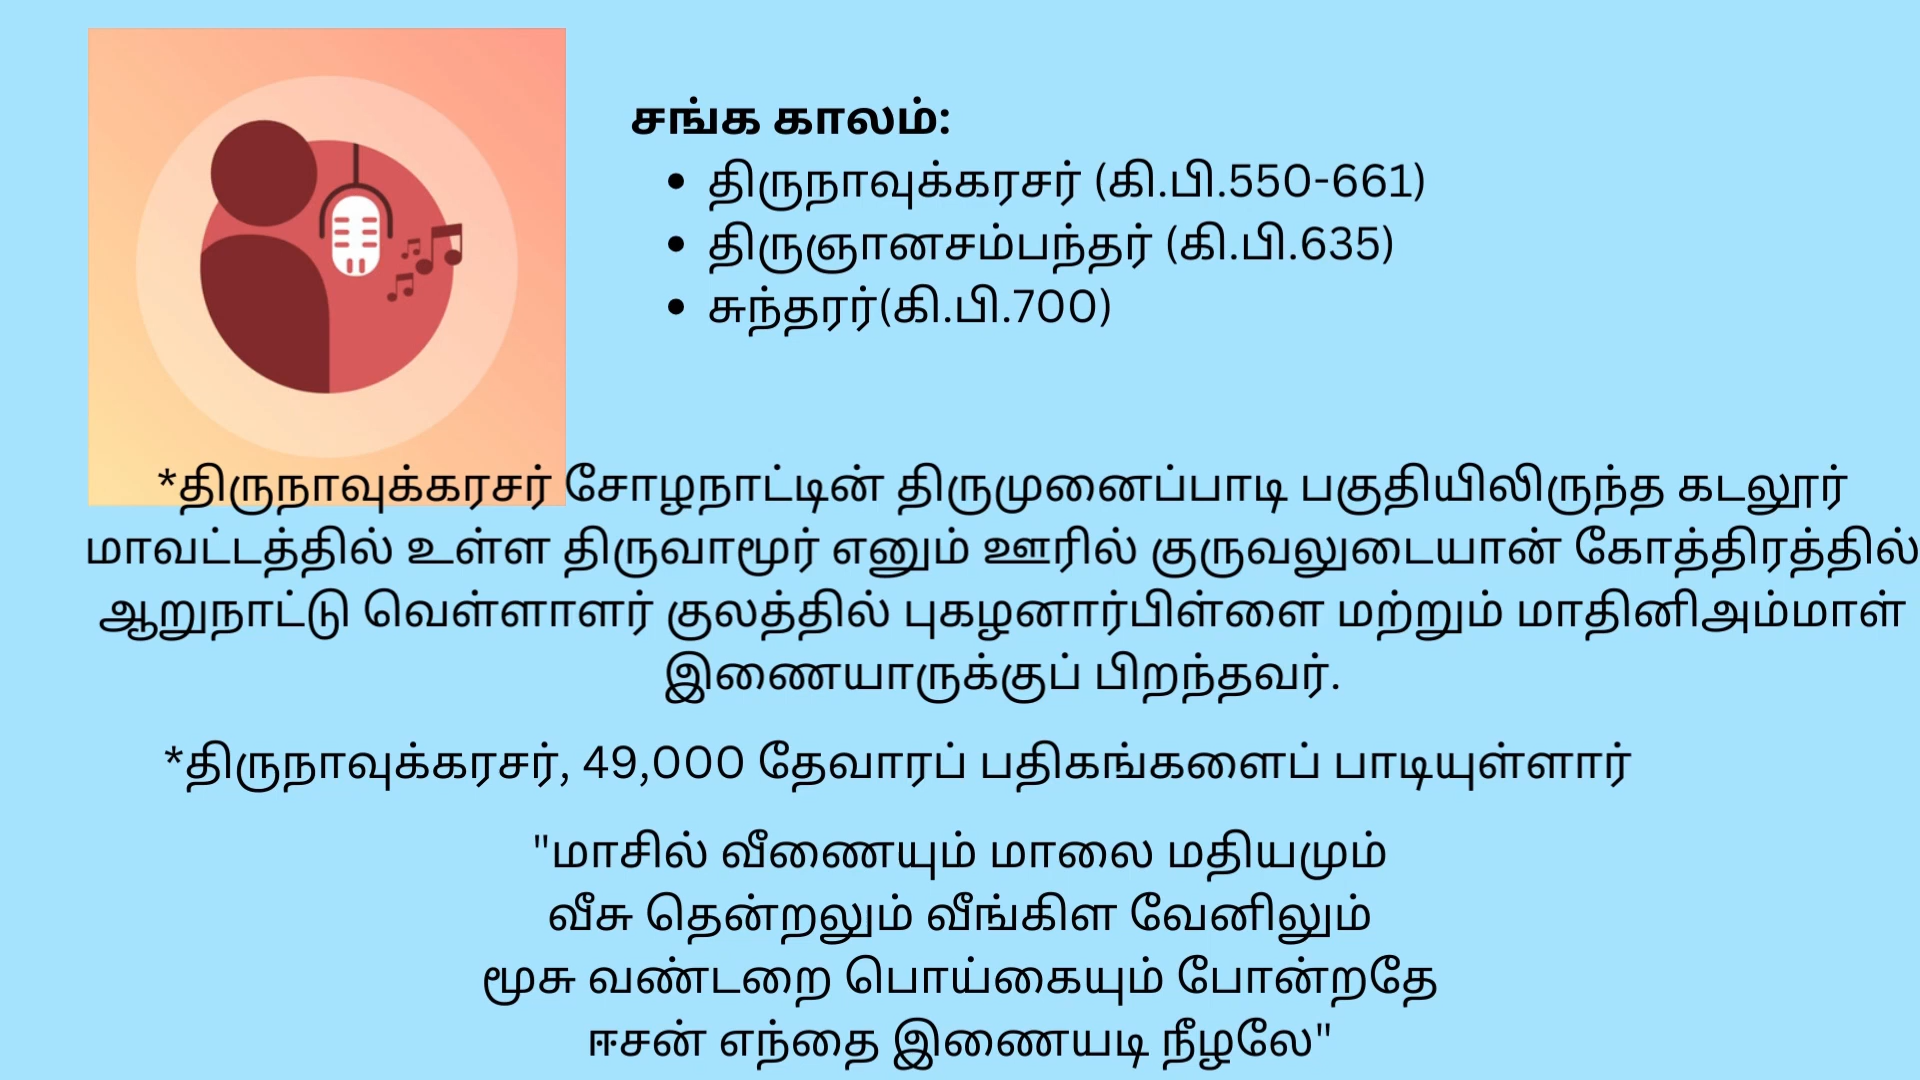 சங்க காலம்:
• திருநாவுக்கரசர் (கி.பி.550-661)
• திருஞானசம்பந்தர் (கி.பி.635)
• சுந்தரர்(கி.பி.700)
*திருநாவுக்கரசர் சோழநாட்டின் திருமுனைப்பாடி பகுதியிலிருந்த கடலூர்
மாவட்டத்தில் உள்ள திருவாமூர் எனும் ஊரில் குருவலுடையான் கோத்திரத்தில்
ஆறுநாட்டு வெள்ளாளர் குலத்தில் புகழனார்பிள்ளை மற்றும் மாதினிஅம்மாள்
இணையாருக்குப் பிறந்தவர்.
*திருநாவுக்கரசர், 49,000 தேவாரப் பதிகங்களைப் பாடியுள்ளார்
"மாசில் வீணையும் மாலை மதியமும்
வீசு தென்றலும் வீங்கிள வேனிலும்
மூசு வண்டறை பொய்கையும் போன்றதே
ஈசன் எந்தை இணையடி நீழலே"